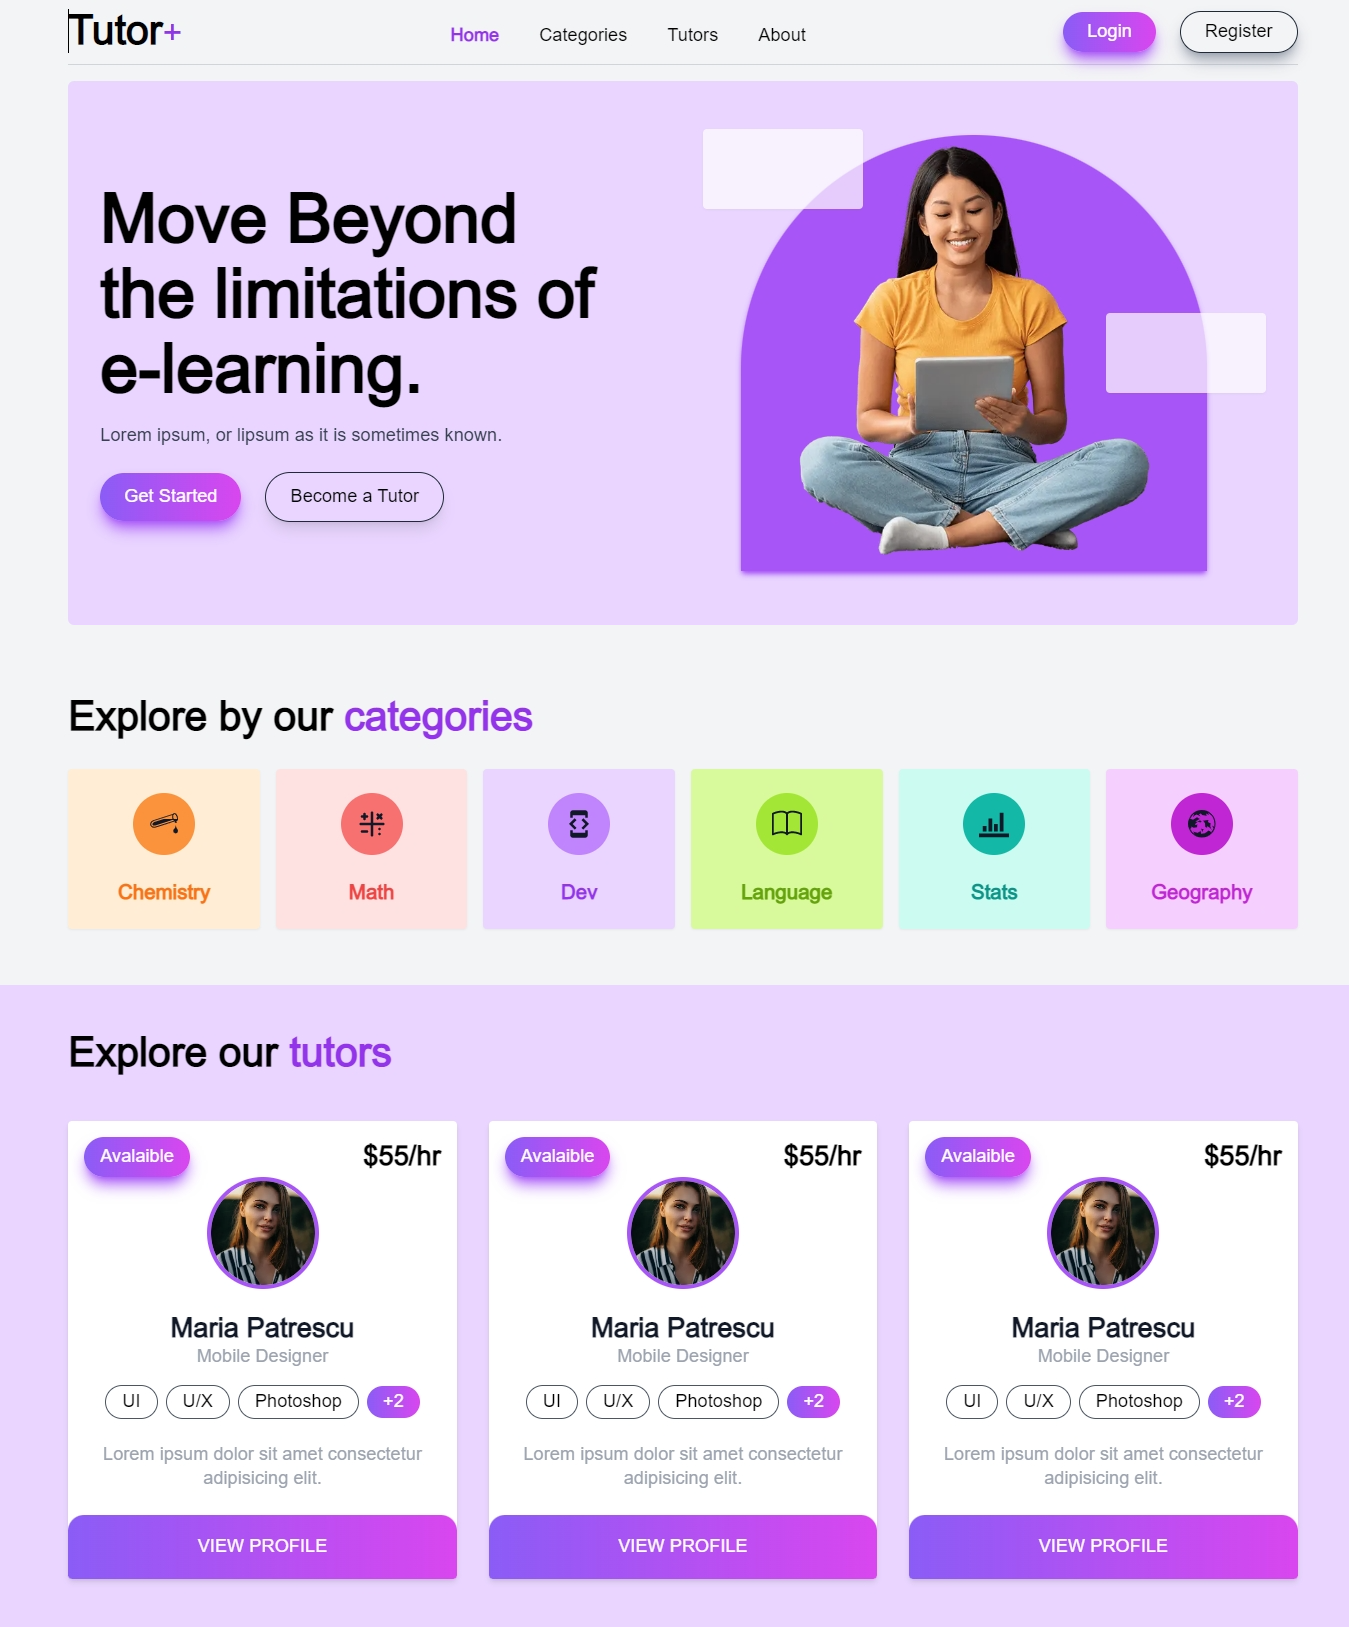 Tutor+
Home Categories Tutors About
Login Register
Move Beyond
the limitations of
e-learning.
Lorem ipsum, or lipsum as it is sometimes known.
Get Started Become a Tutor
Explore by our categories
Chemistry Math Dev Language Stats Geography
Explore our tutors
Avalaible $55/hr
Maria Patrescu
Mobile Designer
UI U/X Photoshop +2
Lorem ipsum dolor sit amet consectetur
adipisicing elit.
VIEW PROFILE
Avalaible $55/hr
Maria Patrescu
Mobile Designer
UI U/X Photoshop +2
Lorem ipsum dolor sit amet consectetur
adipisicing elit.
VIEW PROFILE
Avalaible $55/hr
Maria Patrescu
Mobile Designer
UI U/X Photoshop +2
Lorem ipsum dolor sit amet consectetur
adipisicing elit.
VIEW PROFILE